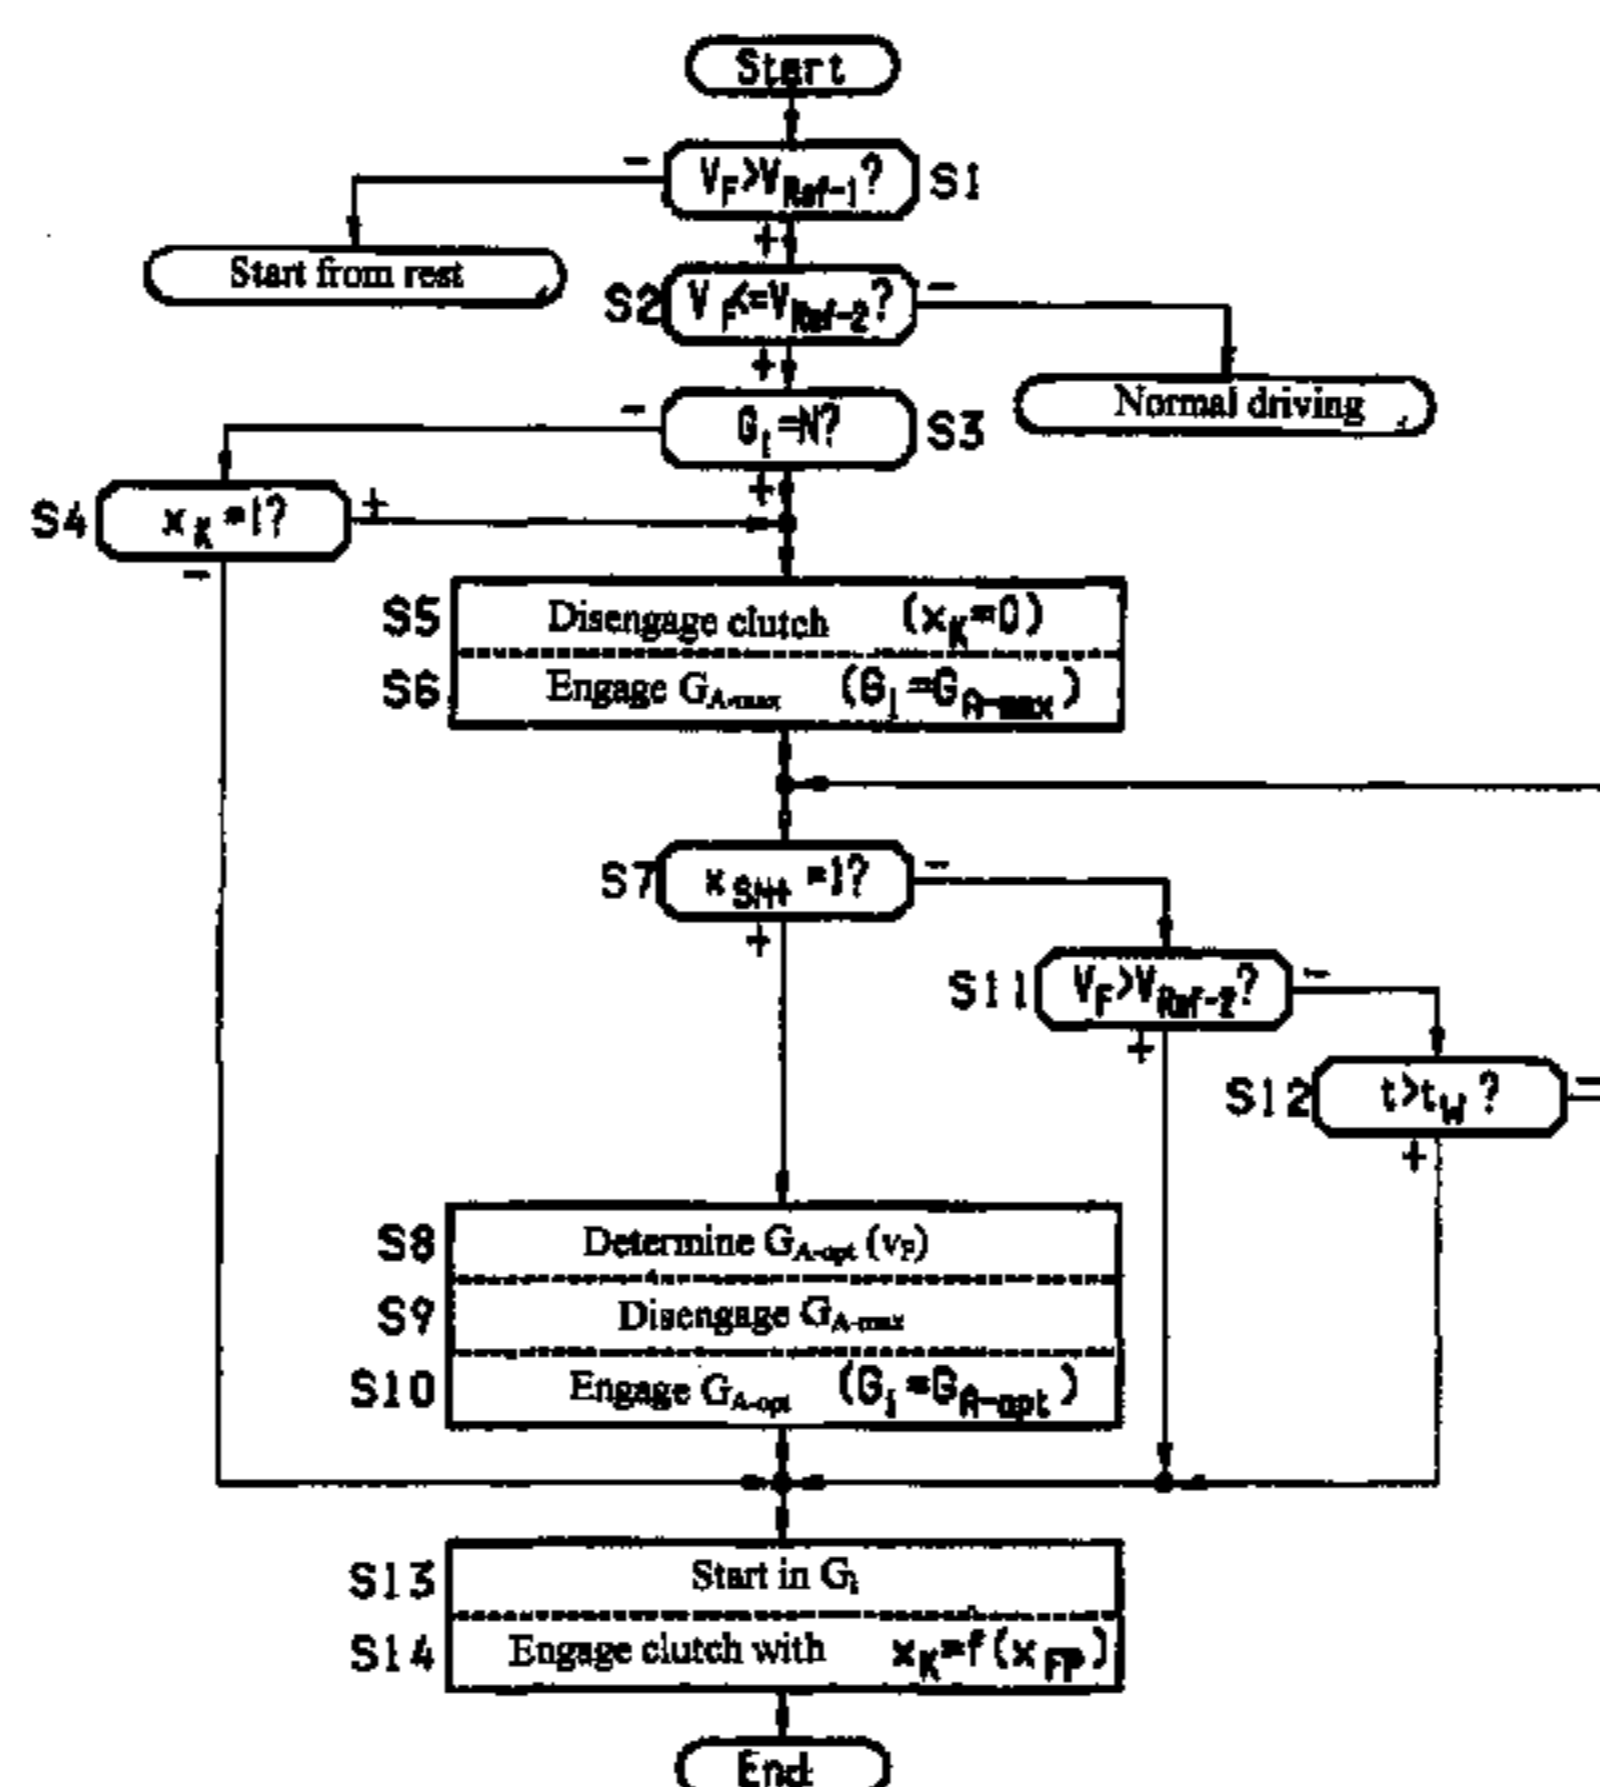 Start
-
V_F>V_Ref-1? S1
+
Start from rest
S2 V_F<=V_Ref-2? -
+
Normal driving
-
G_i=N? S3
+
S4 x_K=1? +
-
S5 Disengage clutch (x_K=0)
S6 Engage G_A-max (G_i=G_A-max)
S7 =1? -
+
S11 V_F>V_Ref-2? -
+
S12 t>t_W? -
+
S8 Determine G_A-opt (v_F)
S9 Disengage G_A-max
S10 Engage G_A-opt (G_i=G_A-opt)
S13 Start in G_i
S14 Engage clutch with x_K=f(x_FP)
End